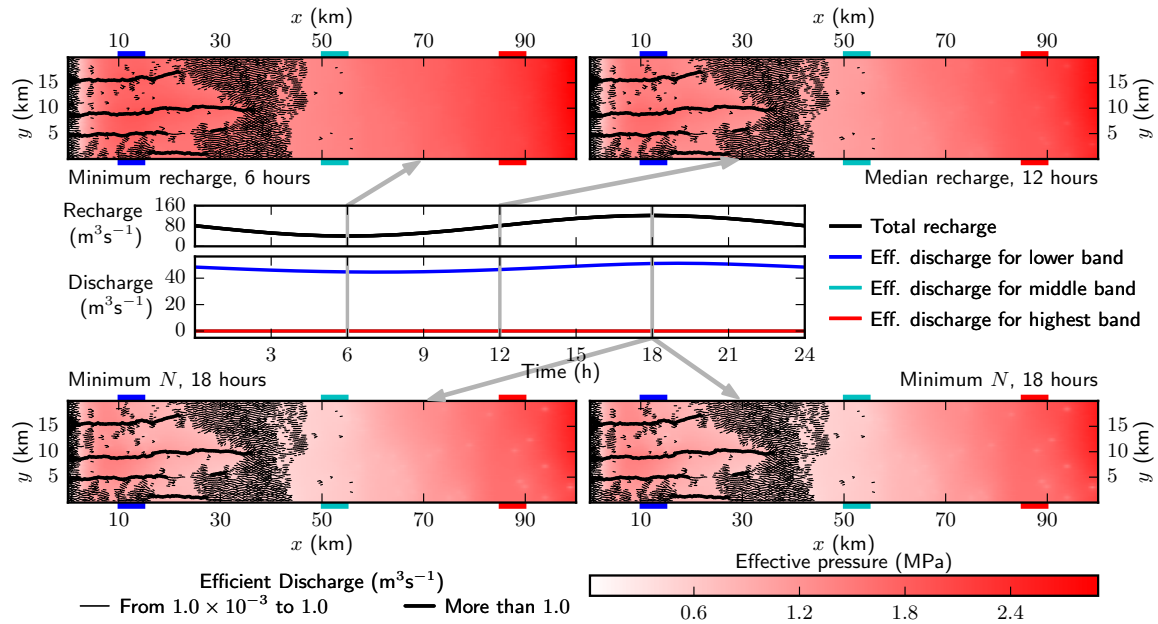 x (km)
x (km)
10 30 50 70 90
10 30 50 70 90
y (km)
15
10
5
15
10
5
y (km)
Minimum recharge, 6 hours
Median recharge, 12 hours
Recharge
(m³s⁻¹)
160
80
0
Discharge
(m³s⁻¹)
40
0
3 6 9 12 15 18 21 24
Time (h)
Total recharge
Eff. discharge for lower band
Eff. discharge for middle band
Eff. discharge for highest band
Minimum N, 18 hours
Minimum N, 18 hours
y (km)
15
10
5
15
10
5
y (km)
10 30 50 70 90
10 30 50 70 90
x (km)
x (km)
Efficient Discharge (m³s⁻¹)
From 1.0 × 10⁻³ to 1.0
More than 1.0
Effective pressure (MPa)
0.6 1.2 1.8 2.4